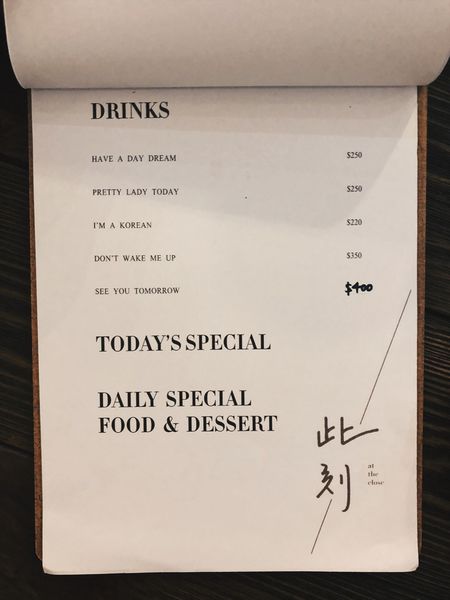 DRINKS
HAVE A DAY DREAM $250
PRETTY LADY TODAY $250
I'M A KOREAN $220
DON'T WAKE ME UP $350
SEE YOU TOMORROW $400
TODAY'S SPECIAL
DAILY SPECIAL
FOOD & DESSERT
此
刻
at
the
close